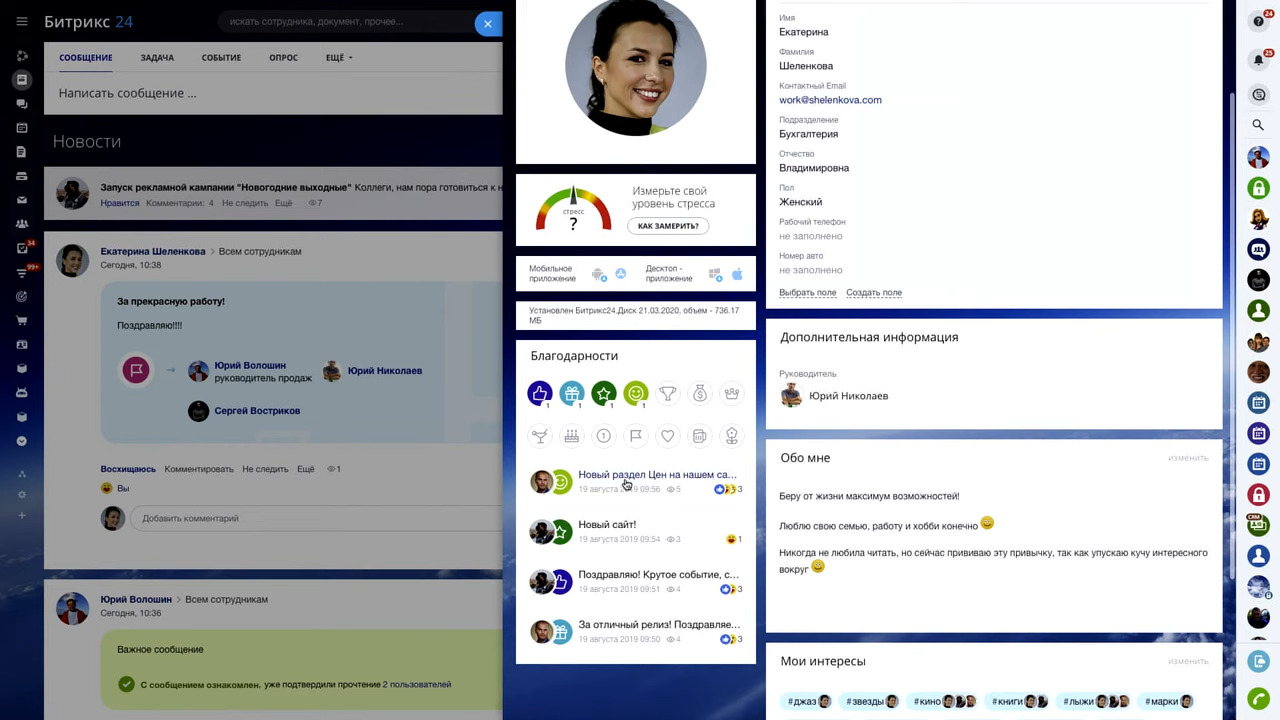 Битрикс 24
искать сотрудника, документ, прочее...
СООБЩЕНИЕ ЗАДАЧА СОБЫТИЕ ОПРОС ЕЩЁ
Написать сообщение ...
Новости
Запуск рекламной кампании "Новогодние выходные" Коллеги, нам пора готовиться к н
Нравится Комментарии: 4 Не следить Ещё 7
34
99+
Екатерина Шеленкова > Всем сотрудникам
Сегодня, 10:38
За прекрасную работу!
Поздравляю!!!!
Юрий Волошин
руководитель продаж
Юрий Николаев
Сергей Востриков
Восхищаюсь Комментировать Не следить Ещё 1
Вы
Добавить комментарий
Юрий Волошин > Всем сотрудникам
Сегодня, 10:36
Важное сообщение
С сообщением ознакомлен, уже подтвердили прочтение 2 пользователей
Измерьте свой
уровень стресса
стресс
?
КАК ЗАМЕРИТЬ?
Мобильное
приложение
Десктоп -
приложение
Установлен Битрикс24.Диск 21.03.2020, объем - 736.17
МБ
Благодарности
1 1 1 1
1
Новый раздел Цен на нашем са...
19 августа 2019 09:56 5 3
Новый сайт!
19 августа 2019 09:54 3 1
Поздравляю! Крутое событие, с...
19 августа 2019 09:51 4 3
За отличный релиз! Поздравляе...
19 августа 2019 09:50 4 3
Имя
Екатерина
Фамилия
Шеленкова
Контактный Email
work@shelenkova.com
Подразделение
Бухгалтерия
Отчество
Владимировна
Пол
Женский
Рабочий телефон
не заполнено
Номер авто
не заполнено
Выбрать поле Создать поле
Дополнительная информация
Руководитель
Юрий Николаев
Обо мне
изменить
Беру от жизни максимум возможностей!
Люблю свою семью, работу и хобби конечно
Никогда не любила читать, но сейчас прививаю эту привычку, так как упускаю кучу интересного
вокруг
Мои интересы
изменить
#джаз #звезды #кино #книги #лыжи #марки
24
25
CRM